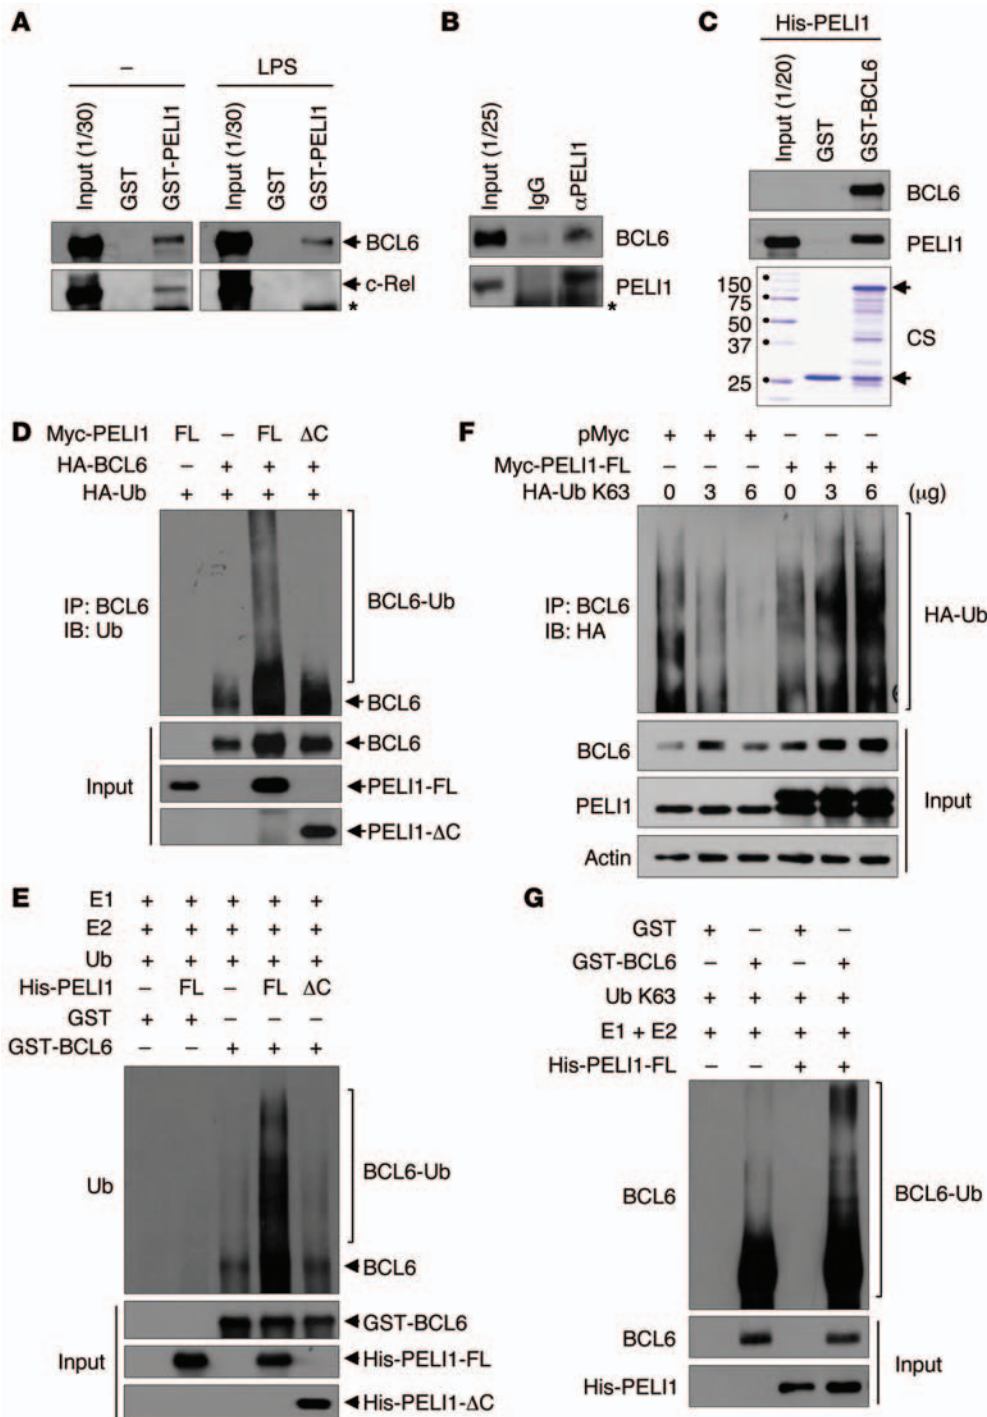 A
– LPS
Input (1/30) GST GST-PELI1 Input (1/30) GST GST-PELI1
BCL6
c-Rel
*
B
Input (1/25) IgG αPELI1
BCL6
PELI1
*
C
His-PELI1
Input (1/20) GST GST-BCL6
BCL6
PELI1
150
75
50
37
25
CS
D Myc-PELI1 FL – FL ΔC
HA-BCL6 – + + +
HA-Ub + + + +
IP: BCL6
IB: Ub
BCL6-Ub
BCL6
Input
BCL6
PELI1-FL
PELI1-ΔC
F pMyc + + + – – –
Myc-PELI1-FL – – – + + +
HA-Ub K63 0 3 6 0 3 6 (μg)
IP: BCL6
IB: HA
HA-Ub
BCL6
PELI1
Actin
Input
E E1 + + + + +
E2 + + + + +
Ub + + + + +
His-PELI1 – FL – FL ΔC
GST + + – – –
GST-BCL6 – – + + +
Ub
BCL6-Ub
BCL6
Input
GST-BCL6
His-PELI1-FL
His-PELI1-ΔC
G GST + – + –
GST-BCL6 – + – +
Ub K63 + + + +
E1 + E2 + + + +
His-PELI1-FL – – + +
BCL6
BCL6-Ub
BCL6
His-PELI1
Input